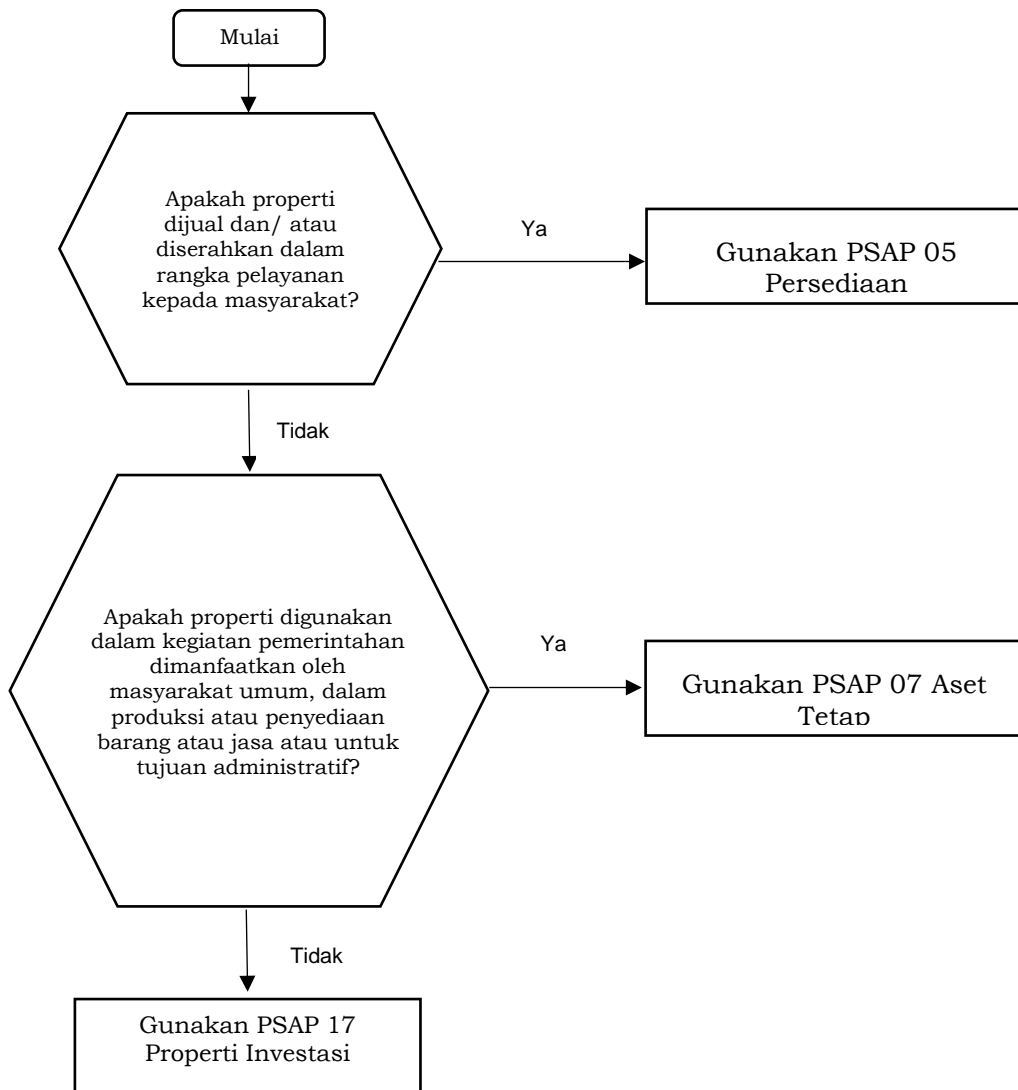 Mulai
Apakah properti
dijual dan/ atau
diserahkan dalam
rangka pelayanan
kepada masyarakat?
Ya
Gunakan PSAP 05
Persediaan
Tidak
Apakah properti digunakan
dalam kegiatan pemerintahan
dimanfaatkan oleh
masyarakat umum, dalam
produksi atau penyediaan
barang atau jasa atau untuk
tujuan administratif?
Ya
Gunakan PSAP 07 Aset
Tetap
Tidak
Gunakan PSAP 17
Properti Investasi